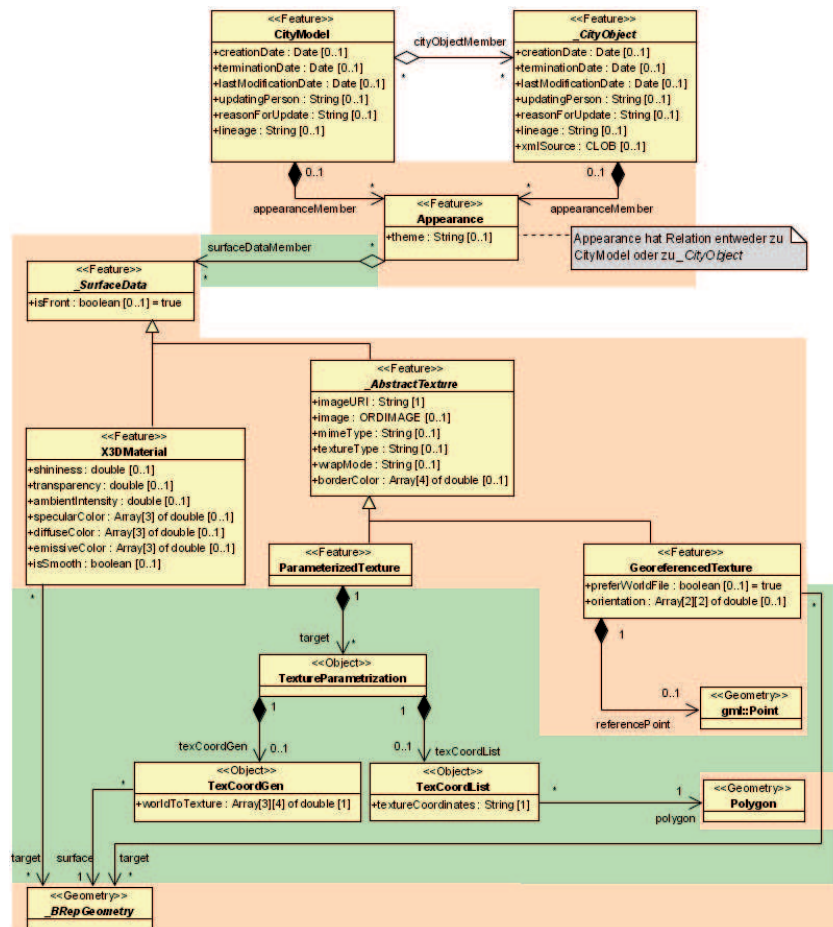 <<Feature>>
CityModel
+creationDate : Date [0..1]
+terminationDate : Date [0..1]
+lastModificationDate : Date [0..1]
+updatingPerson : String [0..1]
+reasonForUpdate : String [0..1]
+lineage : String [0..1]
cityObjectMember
*
*
<<Feature>>
_CityObject
+creationDate : Date [0..1]
+terminationDate : Date [0..1]
+lastModificationDate : Date [0..1]
+updatingPerson : String [0..1]
+reasonForUpdate : String [0..1]
+lineage : String [0..1]
+xmlSource : CLOB [0..1]
0..1
*
appearanceMember
0..1
*
appearanceMember
<<Feature>>
Appearance
+theme : String [0..1]
Appearance hat Relation entweder zu
CityModel oder zu _CityObject
surfaceDataMember
*
*
<<Feature>>
_SurfaceData
+isFront : boolean [0..1] = true
<<Feature>>
_AbstractTexture
+imageURI : String [1]
+image : ORDIMAGE [0..1]
+mimeType : String [0..1]
+textureType : String [0..1]
+wrapMode : String [0..1]
+borderColor : Array[4] of double [0..1]
<<Feature>>
X3DMaterial
+shininess : double [0..1]
+transparency : double [0..1]
+ambientIntensity : double [0..1]
+specularColor : Array[3] of double [0..1]
+diffuseColor : Array[3] of double [0..1]
+emissiveColor : Array[3] of double [0..1]
+isSmooth : boolean [0..1]
<<Feature>>
ParameterizedTexture
<<Feature>>
GeoreferencedTexture
+preferWorldFile : boolean [0..1] = true
+orientation : Array[2][2] of double [0..1]
*
1
target
*
1
*
<<Object>>
TextureParametrization
0..1
referencePoint
<<Geometry>>
gml::Point
1
texCoordGen
0..1
1
0..1
texCoordList
<<Object>>
TexCoordGen
+worldToTexture : Array[3][4] of double [1]
<<Object>>
TexCoordList
+textureCoordinates : String [1]
*
*
1
polygon
<<Geometry>>
Polygon
target
*
surface
1
target
*
<<Geometry>>
_BRepGeometry